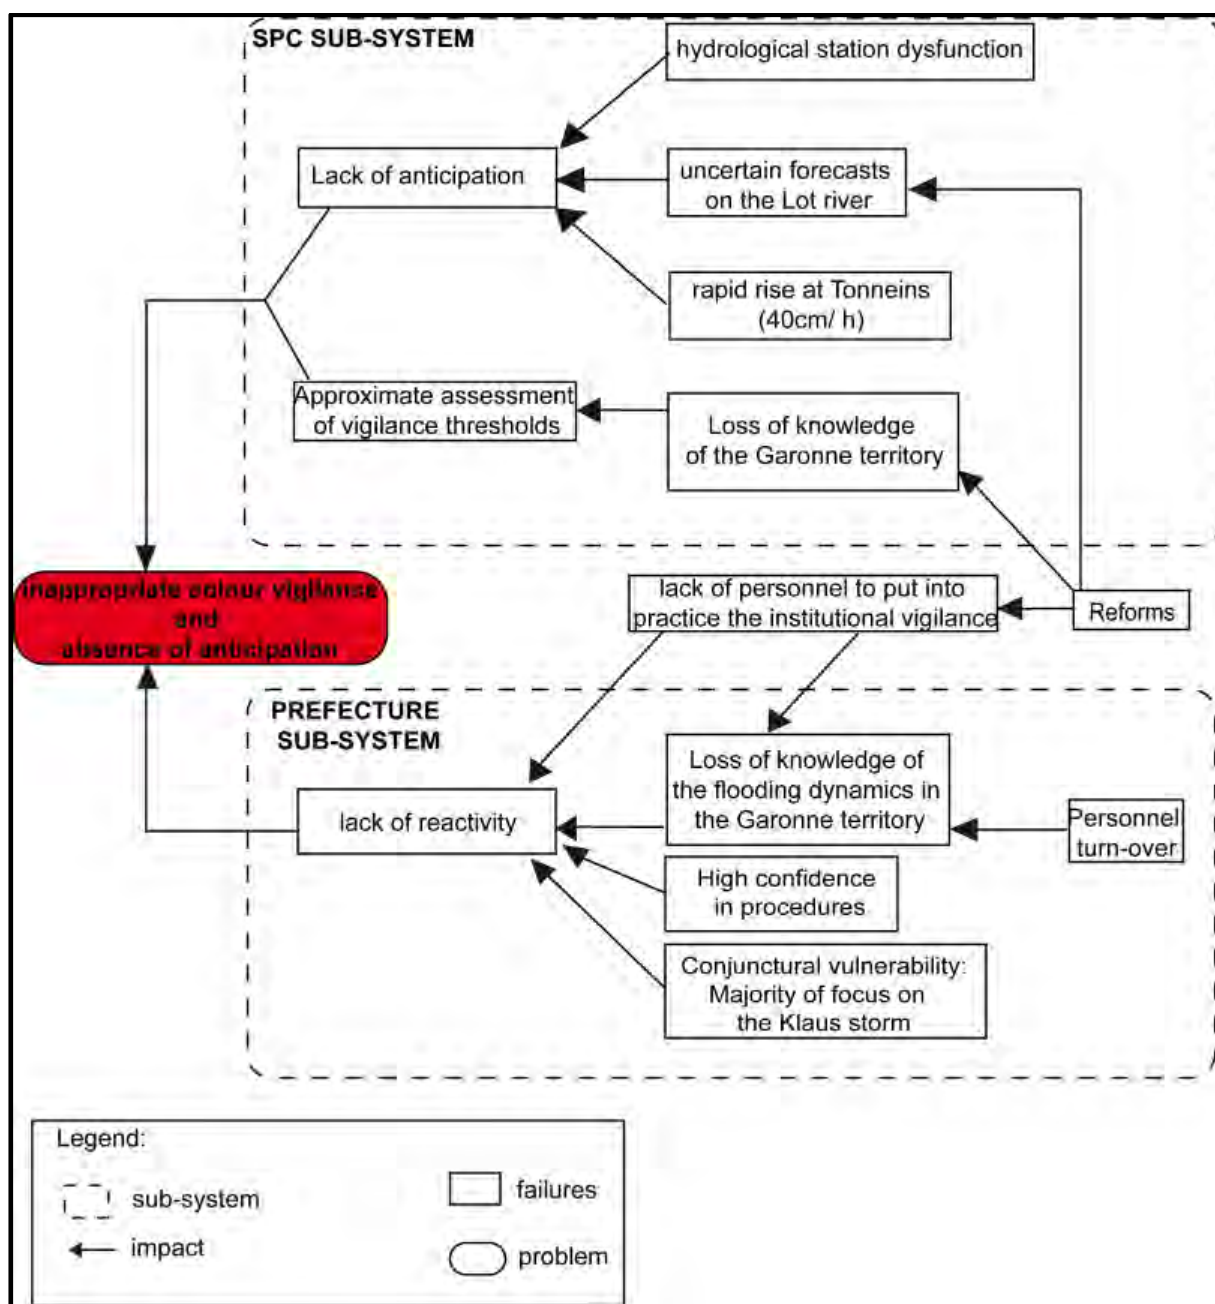 SPC SUB-SYSTEM
hydrological station dysfunction
Lack of anticipation
uncertain forecasts
on the Lot river
rapid rise at Tonneins
(40cm/ h)
Approximate assessment
of vigilance thresholds
Loss of knowledge
of the Garonne territory
inappropriate colour vigilance
and
absence of anticipation
lack of personnel to put into
practice the institutional vigilance
Reforms
PREFECTURE
SUB-SYSTEM
Loss of knowledge of
the flooding dynamics in
the Garonne territory
lack of reactivity
Personnel
turn-over
High confidence
in procedures
Conjunctural vulnerability:
Majority of focus on
the Klaus storm
Legend:
sub-system
failures
impact
problem